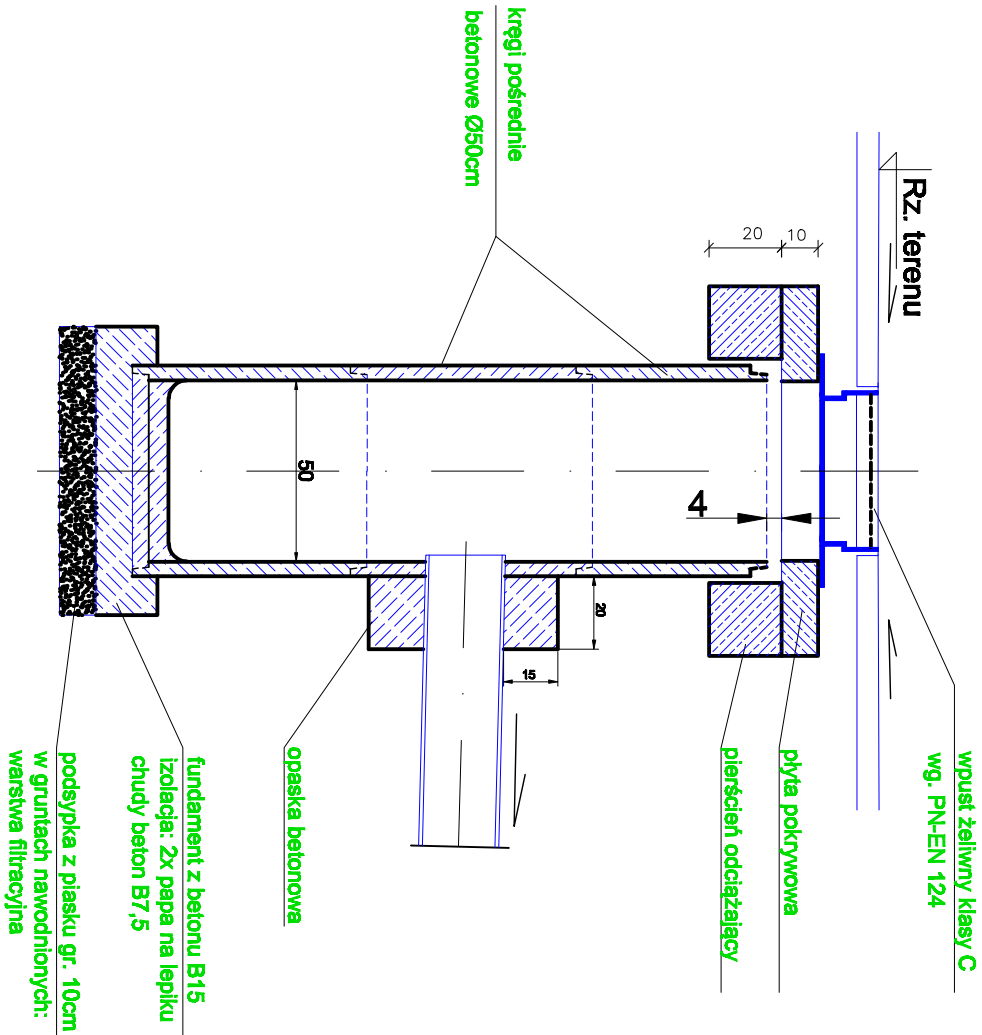 kręgi pośrednie
betonowe Ø50cm
Rz. terenu
20
10
50
4
20
15
wpust żeliwny klasy C
wg. PN-EN 124
płyta pokrywowa
pierścień odciążający
opaska betonowa
fundament z betonu B15
izolacja: 2x papa na lepiku
chudy beton B7,5
podsypka z piasku gr. 10cm
w gruntach nawodnionych:
warstwa filtracyjna